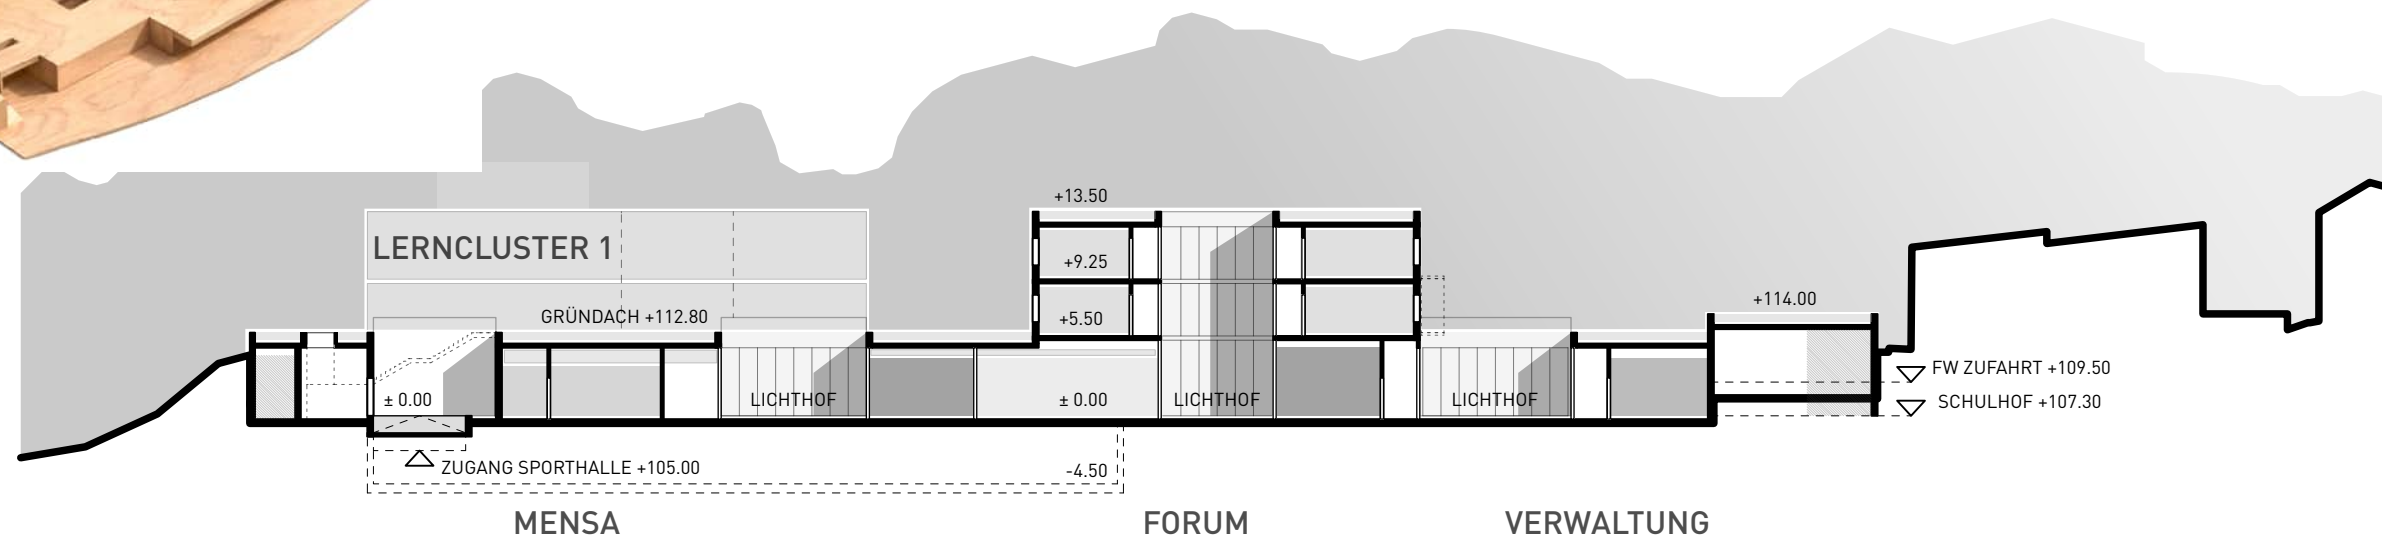 +13.50
LERNCLUSTER 1
+9.25
+114.00
GRÜNDACH +112.80
+5.50
FW ZUFAHRT +109.50
± 0.00
LICHTHOF
± 0.00
LICHTHOF
LICHTHOF
SCHULHOF +107.30
ZUGANG SPORTHALLE +105.00
-4.50
MENSA
FORUM
VERWALTUNG